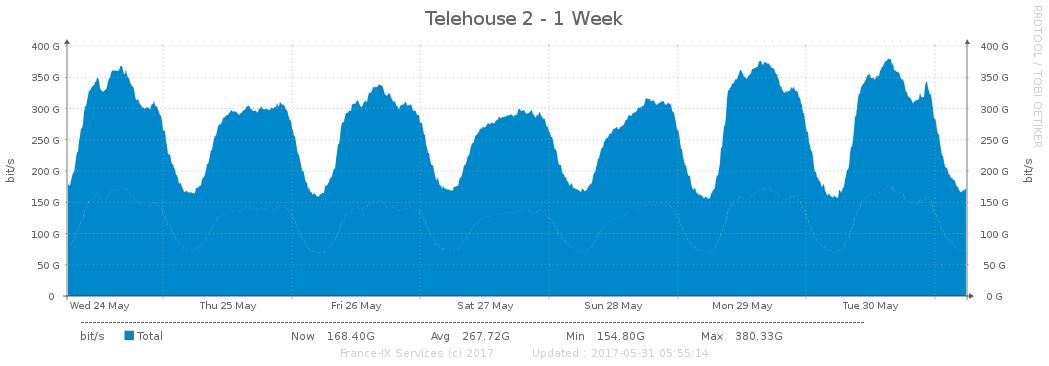 Telehouse 2 - 1 Week
RRDTOOL / TOBI OETIKER
400 G 400 G
350 G 350 G
300 G 300 G
250 G 250 G
200 G 200 G
150 G 150 G
100 G 100 G
50 G 50 G
0 0 G
bit/s bit/s
Wed 24 May Thu 25 May Fri 26 May Sat 27 May Sun 28 May Mon 29 May Tue 30 May
bit/s Total Now 168.40G Avg 267.72G Min 154.80G Max 380.33G
France-IX Services (c) 2017 Updated : 2017-05-31 05:55:14